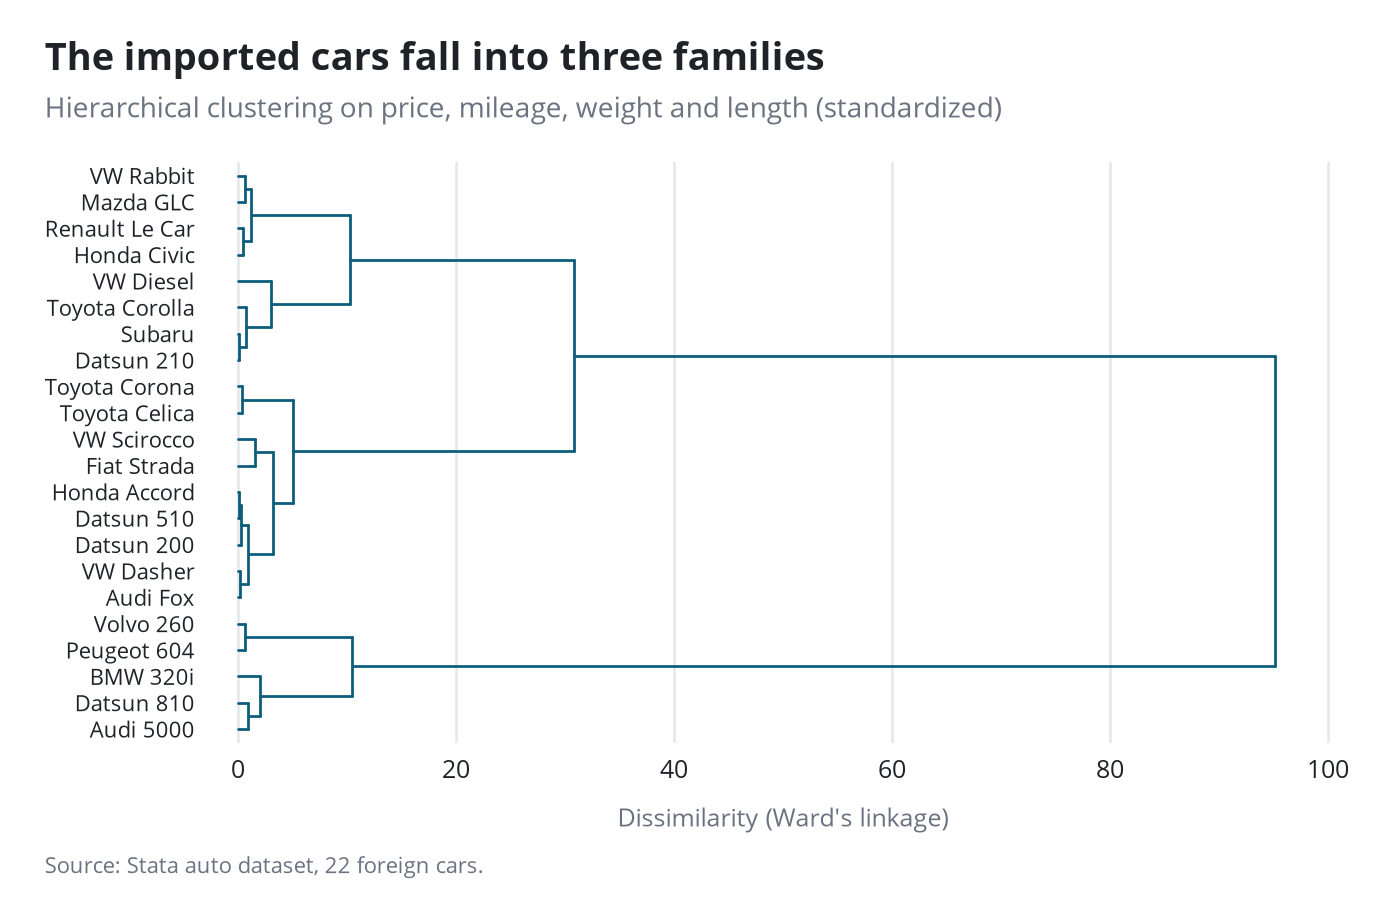 The imported cars fall into three families
Hierarchical clustering on price, mileage, weight and length (standardized)
VW Rabbit
Mazda GLC
Renault Le Car
Honda Civic
VW Diesel
Toyota Corolla
Subaru
Datsun 210
Toyota Corona
Toyota Celica
VW Scirocco
Fiat Strada
Honda Accord
Datsun 510
Datsun 200
VW Dasher
Audi Fox
Volvo 260
Peugeot 604
BMW 320i
Datsun 810
Audi 5000
0 20 40 60 80 100
Dissimilarity (Ward's linkage)
Source: Stata auto dataset, 22 foreign cars.